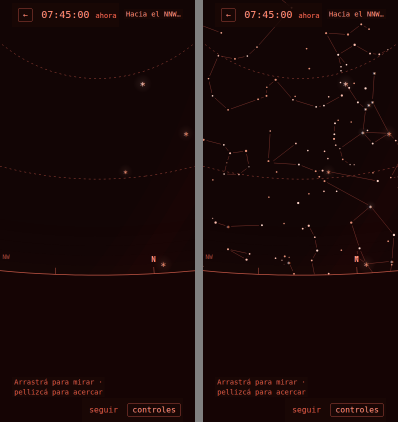 ← 07:45:00 ahora Hacia el NNW…
NW
N
Arrastrá para mirar ·
pellizcá para acercar
seguir controles
← 07:45:00 ahora Hacia el NNW…
NW
N
Arrastrá para mirar ·
pellizcá para acercar
seguir controles